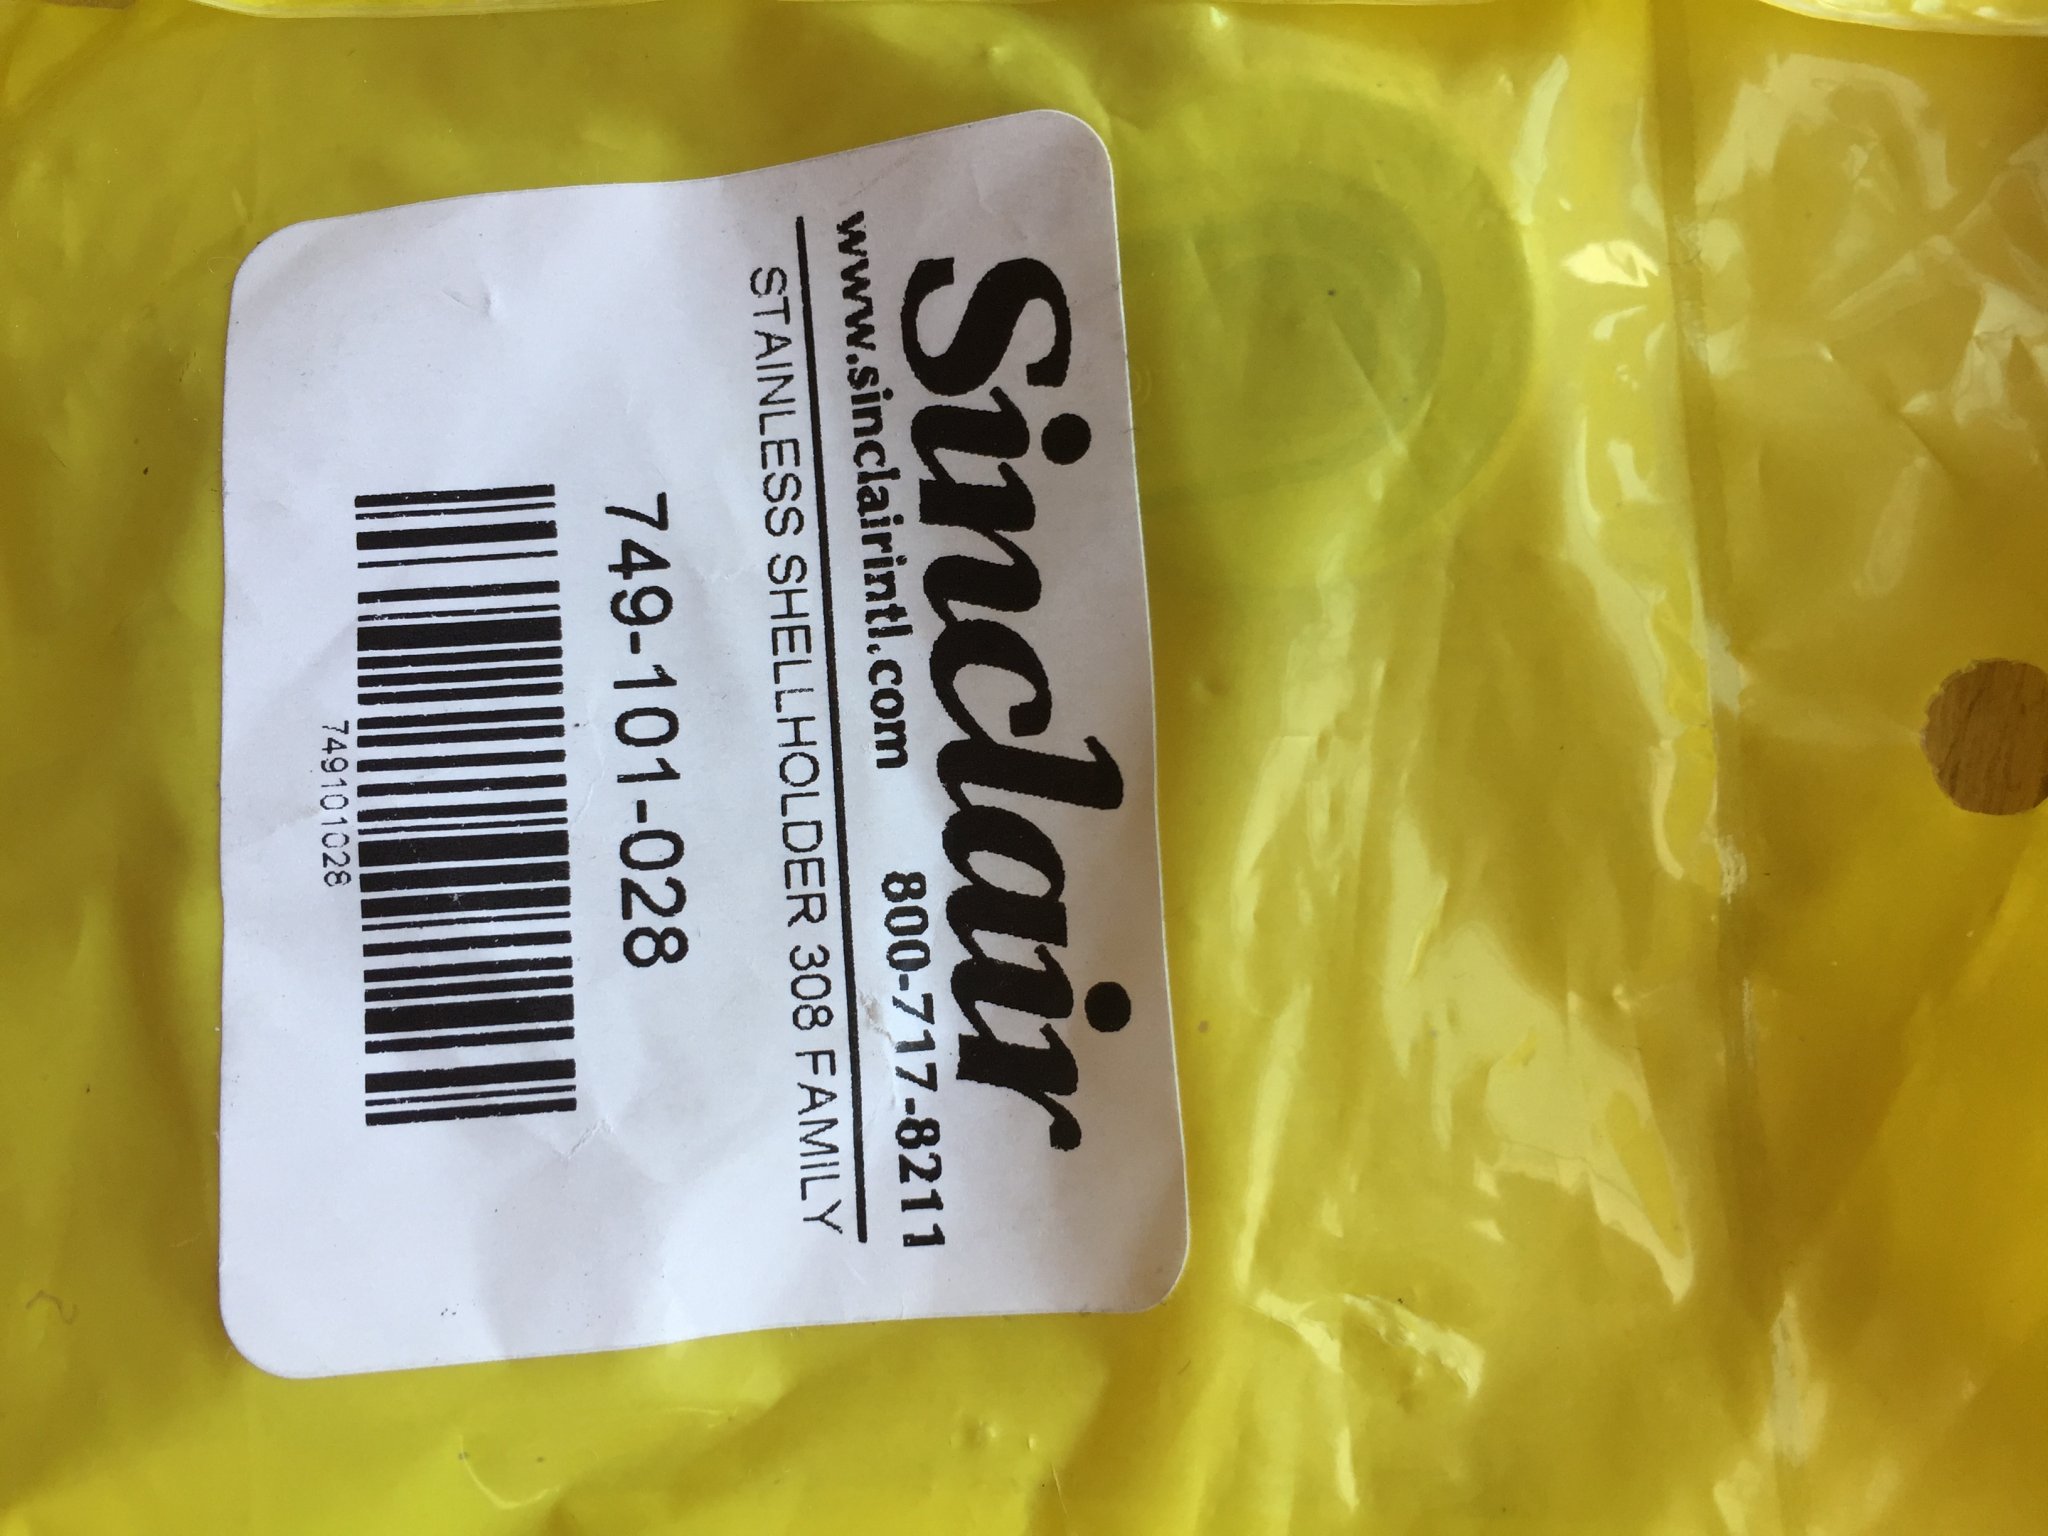 Sinclair
www.sinclairintl.com 800-717-8211
STAINLESS SHELLHOLDER 308 FAMILY
749-101-028
749101028